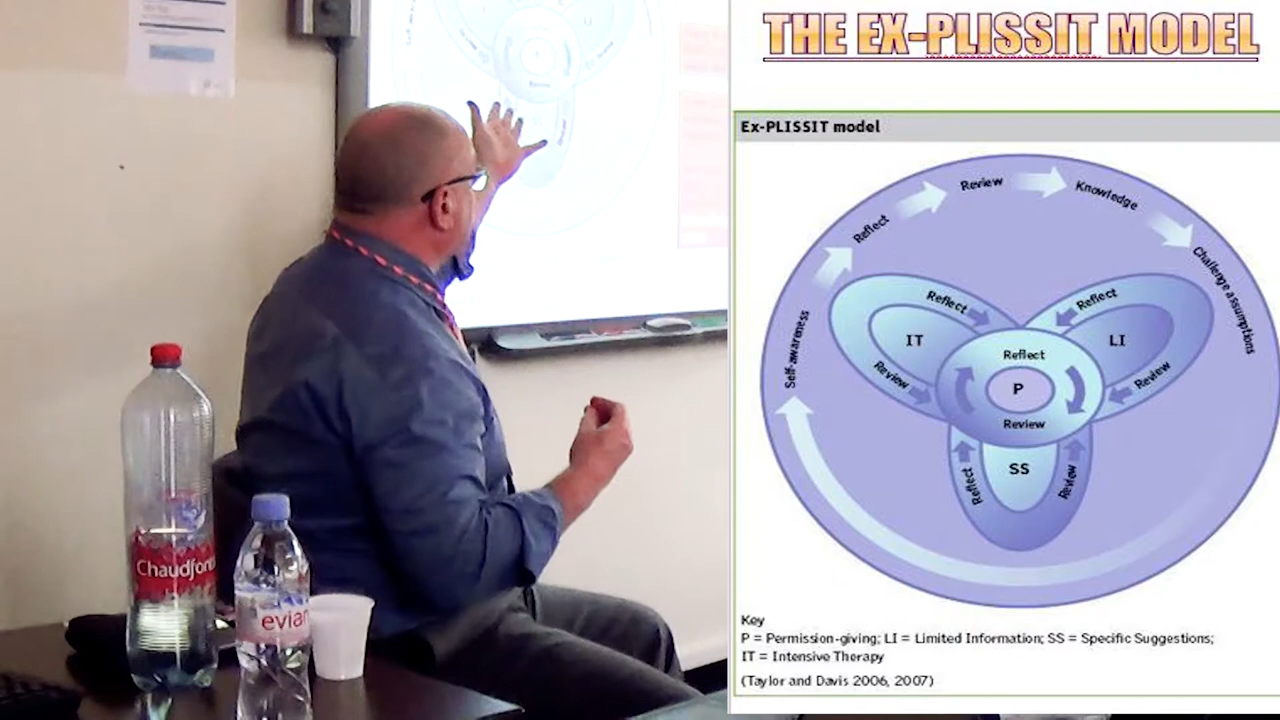 Chaudfon
evian
THE EX-PLISSIT MODEL
Ex-PLISSIT model
Self-awareness
Reflect
Review
Knowledge
Challenge assumptions
Reflect
Reflect
IT
LI
Review
Review
Reflect
P
Review
SS
Reflect
Review
Key
P = Permission-giving; LI = Limited Information; SS = Specific Suggestions;
IT = Intensive Therapy
(Taylor and Davis 2006, 2007)